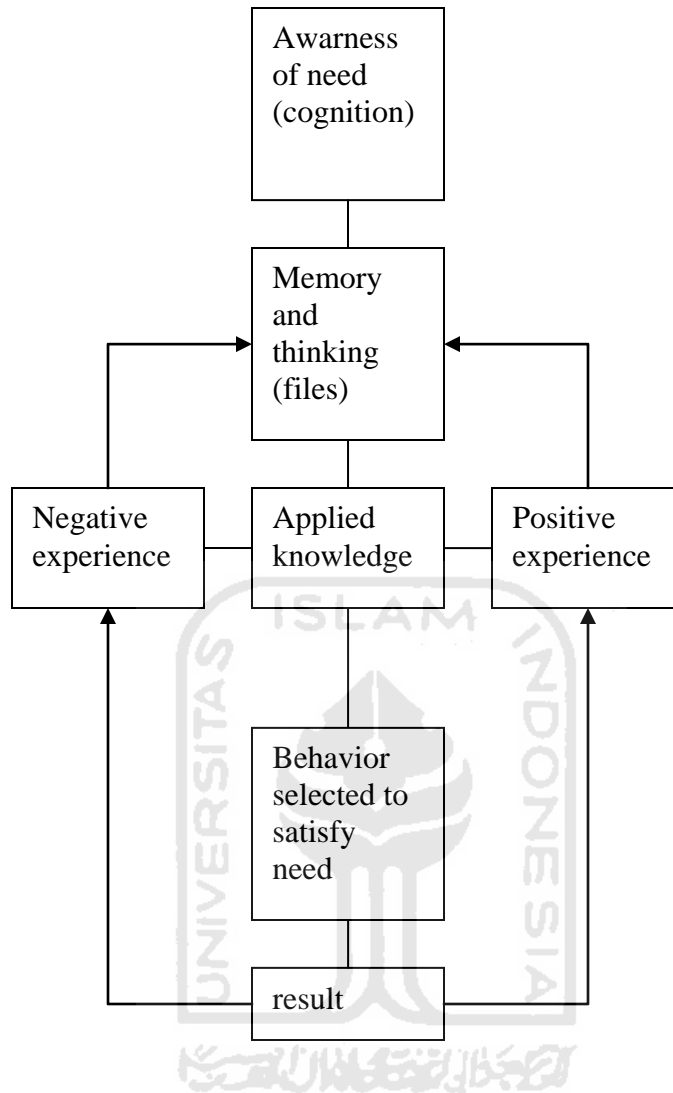 Awarness
of need
(cognition)
Memory
and
thinking
(files)
Negative
experience
Applied
knowledge
Positive
experience
Behavior
selected to
satisfy
need
result
UNIVERSITAS
ISLAM
INDONESIA